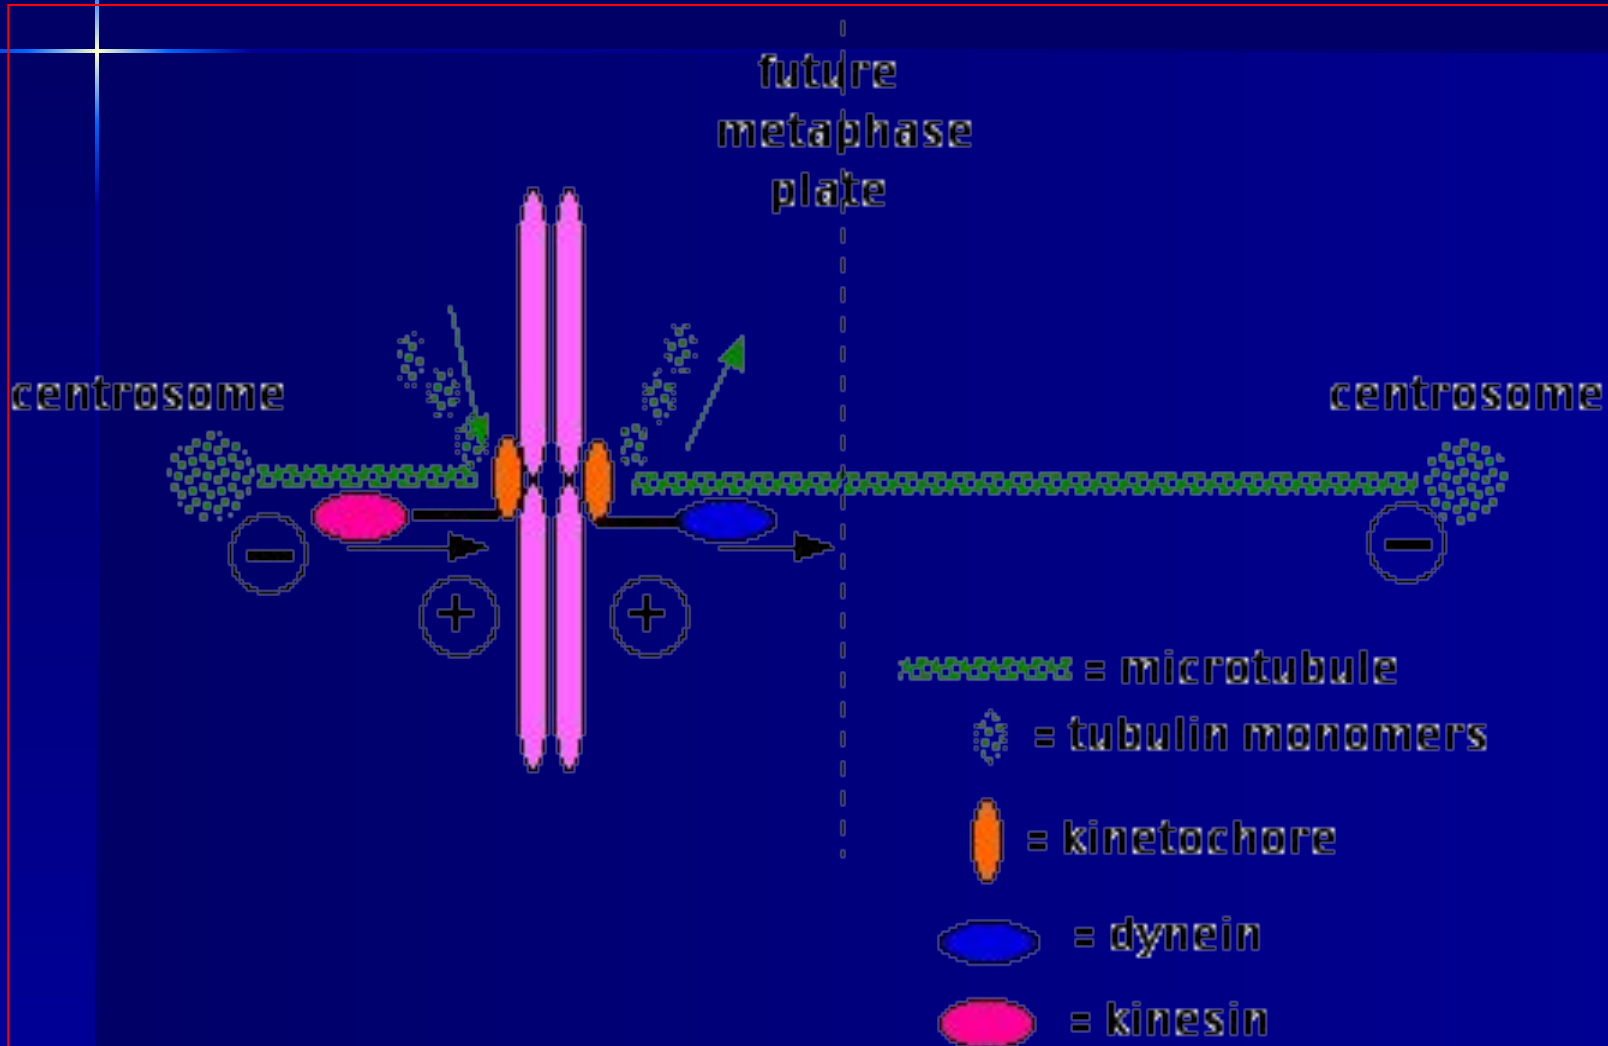 future
metaphase
plate
centrosome
centrosome
−
+
+
−
= microtubule
= tubulin monomers
= kinetochore
= dynein
= kinesin